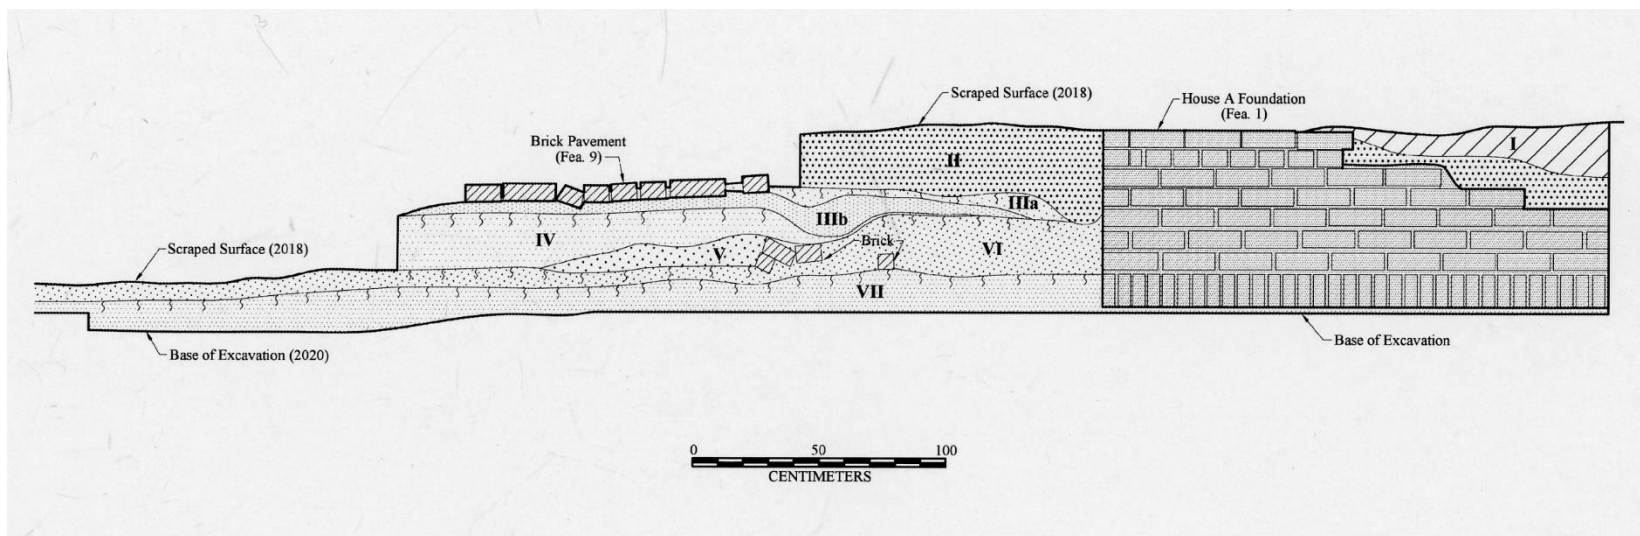 Scraped Surface (2018)
House A Foundation
(Fea. 1)
Brick Pavement
(Fea. 9)
II
I
IIIa
IIIb
IV
Brick
VI
V
Scraped Surface (2018)
VII
Base of Excavation (2020)
Base of Excavation
0 50 100
CENTIMETERS